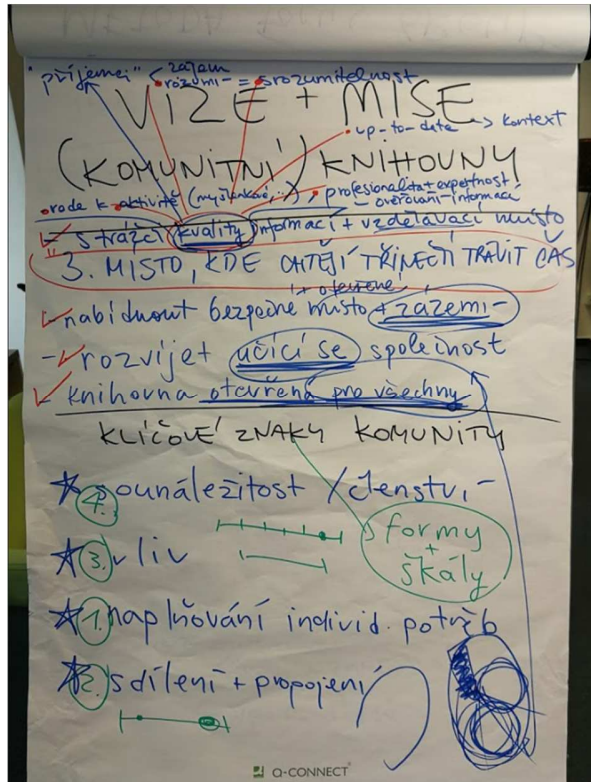 "příjemci" < zájem
rozumí - = srozumitelnost
VIZE + MISE
• up-to-date → kontext
(KOMUNITNÍ) KNIHOVNY
vede k aktivitě (myšlenkové, ...), profesionalita + expertnost
ověřování informací
- strážci kvality informací + vzdělávací místo
"3. MÍSTO, KDE CHTĚJÍ TŘINEČTÍ TRÁVIT ČAS
+ otevřené
- nabídnout bezpečné místo + zázemí -
- rozvíjet učící se společnost
- knihovna otevřená pro všechny
KLÍČOVÉ ZNAKY KOMUNITY
4. sounáležitost / členství -
formy
+
škály
3. vliv
1. naplňování individ. potřeb
2. sdílení + propojení
Q-CONNECT